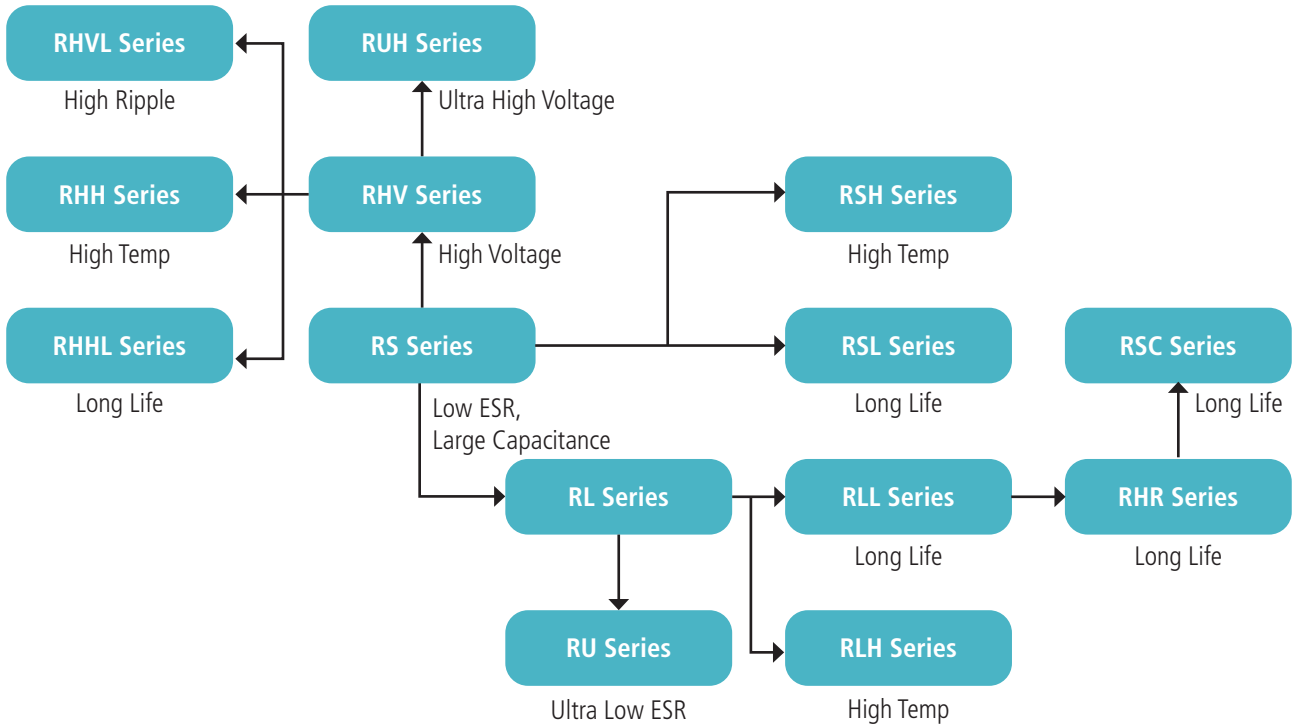 RHVL Series
RUH Series
High Ripple
Ultra High Voltage
RHH Series
RHV Series
RSH Series
High Temp
High Voltage
High Temp
RHHL Series
RS Series
RSL Series
RSC Series
Long Life
Low ESR,
Large Capacitance
Long Life
Long Life
RL Series
RLL Series
RHR Series
Long Life
Long Life
RU Series
RLH Series
Ultra Low ESR
High Temp